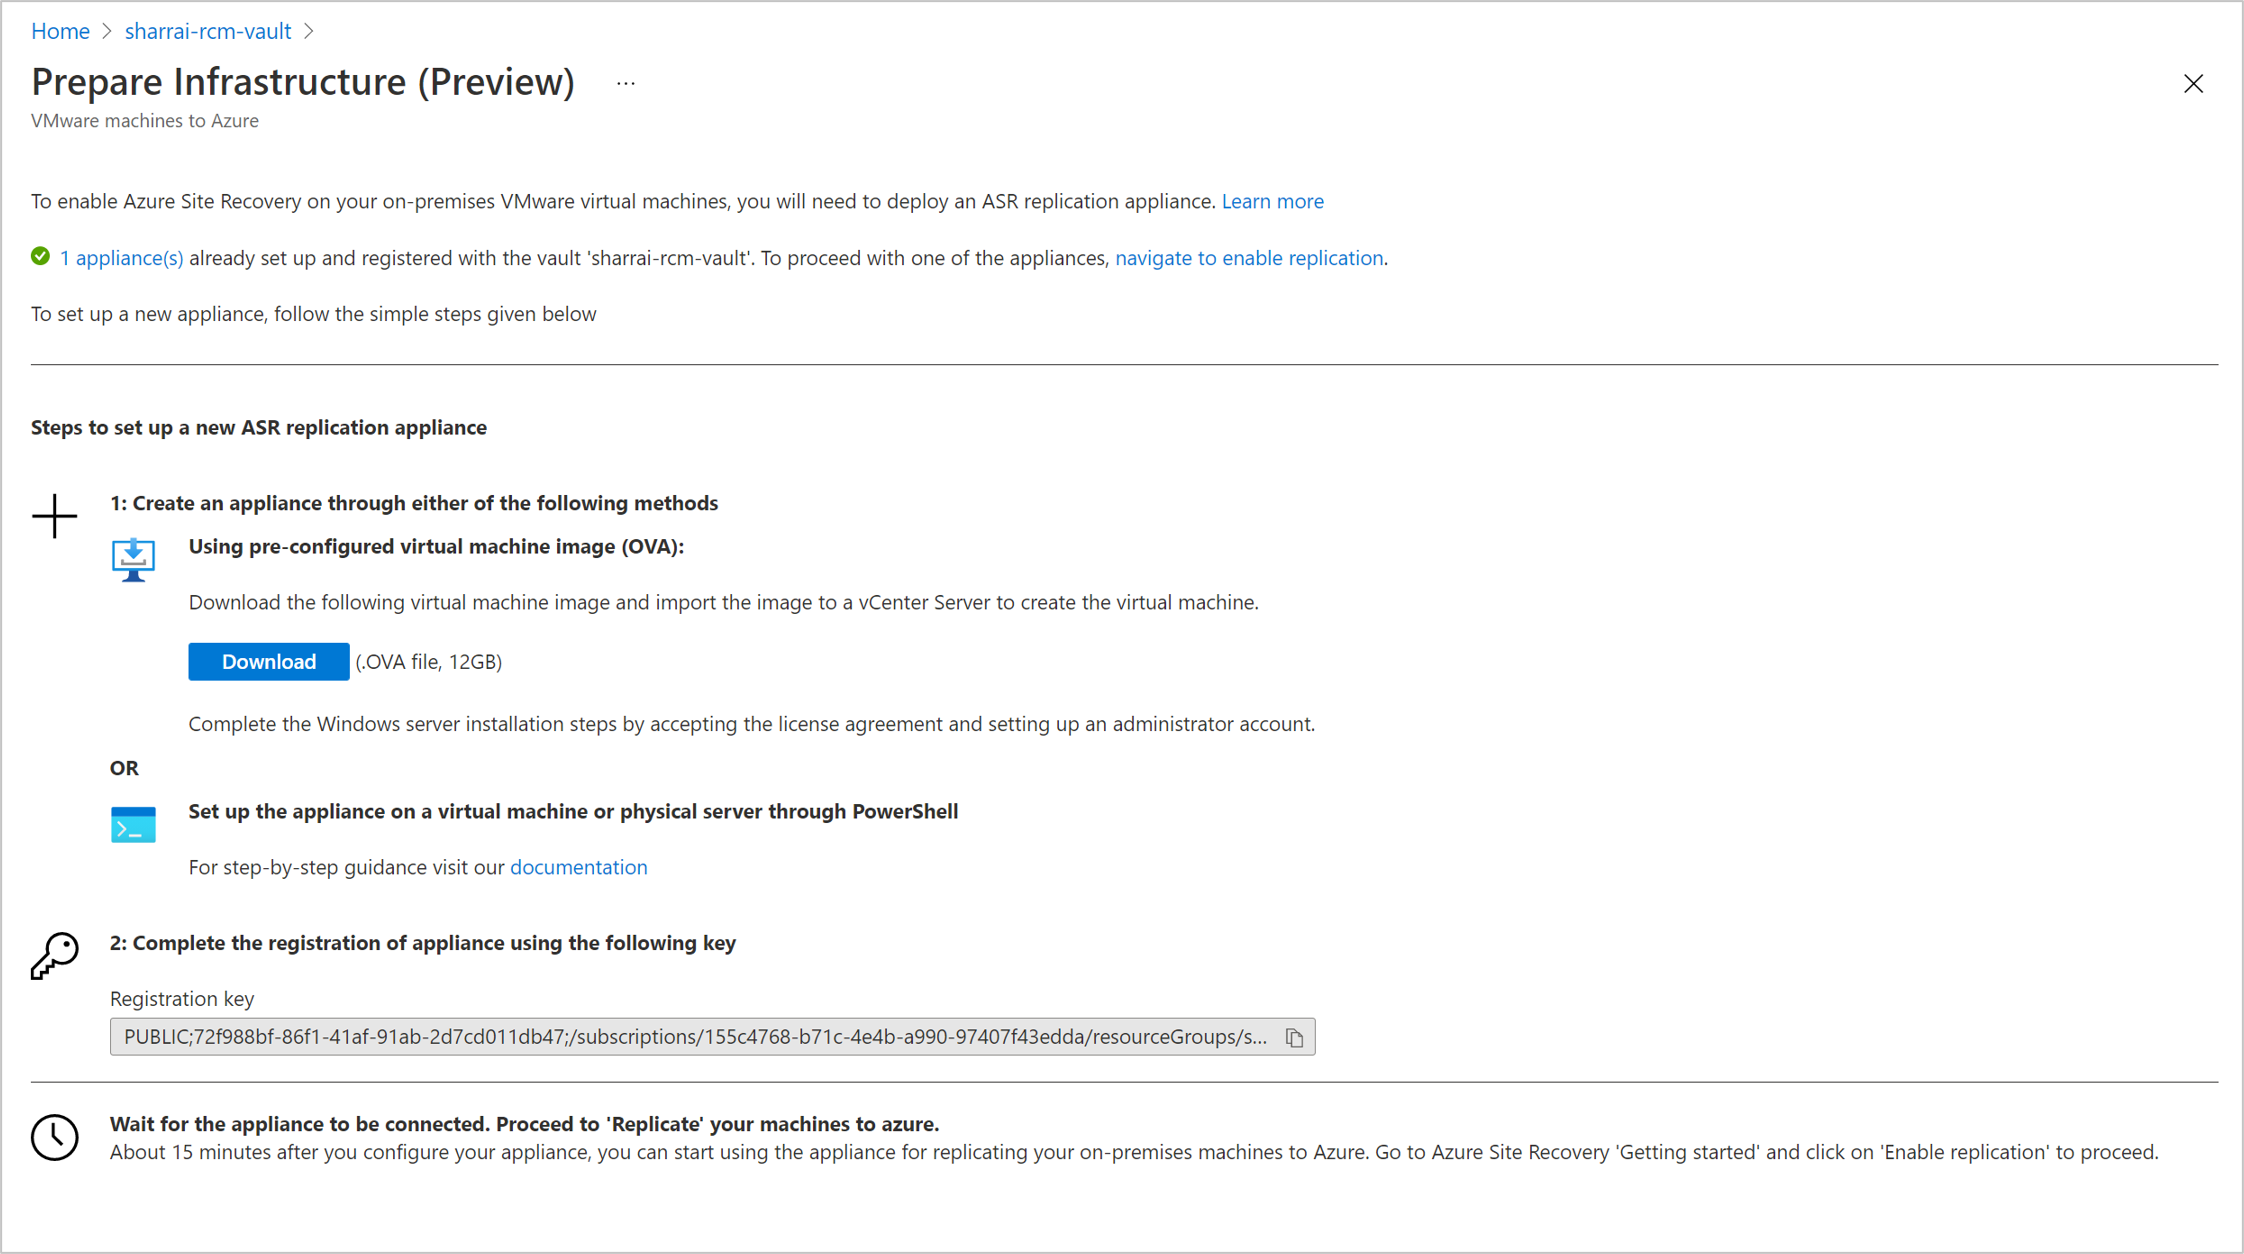 Home > sharrai-rcm-vault >
Prepare Infrastructure (Preview) ...
VMware machines to Azure
To enable Azure Site Recovery on your on-premises VMware virtual machines, you will need to deploy an ASR replication appliance. Learn more
1 appliance(s) already set up and registered with the vault 'sharrai-rcm-vault'. To proceed with one of the appliances, navigate to enable replication.
To set up a new appliance, follow the simple steps given below
Steps to set up a new ASR replication appliance
1: Create an appliance through either of the following methods
Using pre-configured virtual machine image (OVA):
Download the following virtual machine image and import the image to a vCenter Server to create the virtual machine.
Download (.OVA file, 12GB)
Complete the Windows server installation steps by accepting the license agreement and setting up an administrator account.
OR
Set up the appliance on a virtual machine or physical server through PowerShell
For step-by-step guidance visit our documentation
2: Complete the registration of appliance using the following key
Registration key
PUBLIC;72f988bf-86f1-41af-91ab-2d7cd011db47;/subscriptions/155c4768-b71c-4e4b-a990-97407f43edda/resourceGroups/s...
Wait for the appliance to be connected. Proceed to 'Replicate' your machines to azure.
About 15 minutes after you configure your appliance, you can start using the appliance for replicating your on-premises machines to Azure. Go to Azure Site Recovery 'Getting started' and click on 'Enable replication' to proceed.